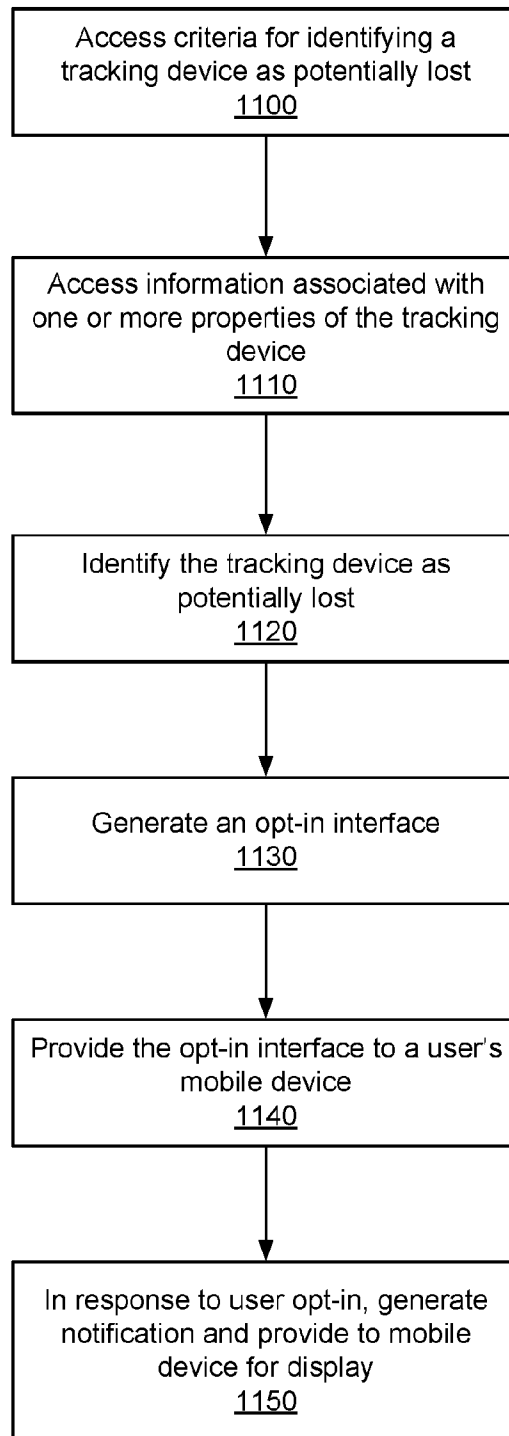 Access criteria for identifying a
tracking device as potentially lost
1100
Access information associated with
one or more properties of the tracking
device
1110
Identify the tracking device as
potentially lost
1120
Generate an opt-in interface
1130
Provide the opt-in interface to a user's
mobile device
1140
In response to user opt-in, generate
notification and provide to mobile
device for display
1150